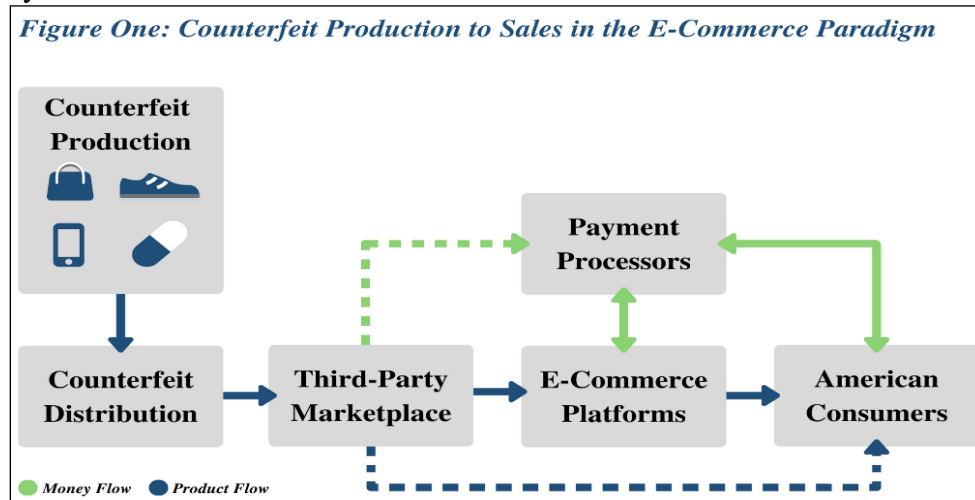 Figure One: Counterfeit Production to Sales in the E-Commerce Paradigm
Counterfeit
Production
Payment
Processors
Counterfeit
Distribution
Third-Party
Marketplace
E-Commerce
Platforms
American
Consumers
Money Flow
Product Flow